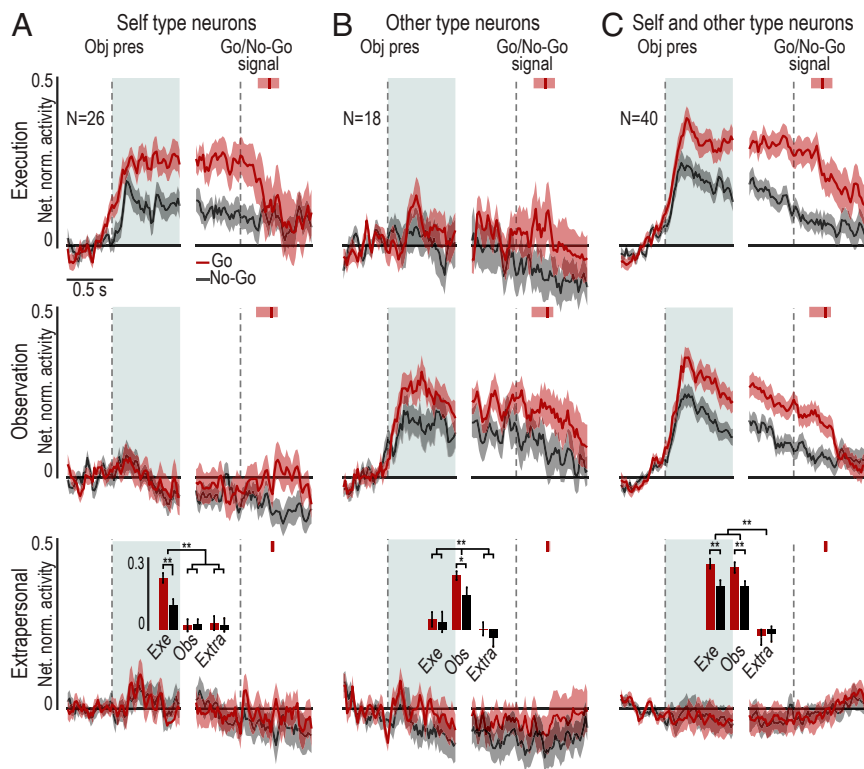 A Self type neurons
B Other type neurons
C Self and other type neurons
Obj pres
Go/No-Go
signal
Obj pres
Go/No-Go
signal
Obj pres
Go/No-Go
signal
Execution
Net. norm. activity
0.5
0
N=26
N=18
N=40
Go
No-Go
0.5 s
Observation
Net. norm. activity
0.5
0
Extrapersonal
Net. norm. activity
0.5
0
0.3
0
**
**
Exe
Obs
Extra
**
*
Exe
Obs
Extra
**
**
**
Exe
Obs
Extra